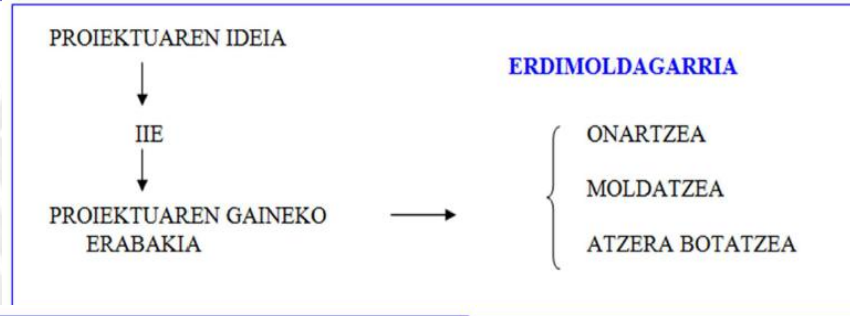 PROIEKTUAREN IDEIA
IIE
PROIEKTUAREN GAINEKO
ERABAKIA
ERDIMOLDAGARRIA
ONARTZEA
MOLDATZEA
ATZERA BOTATZEA